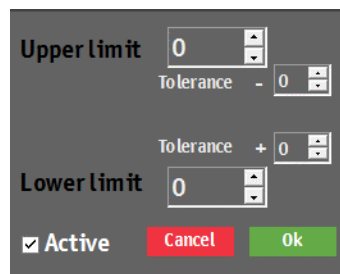 Upper limit 0
Tolerance - 0
Tolerance + 0
Lower limit 0
Active Cancel Ok